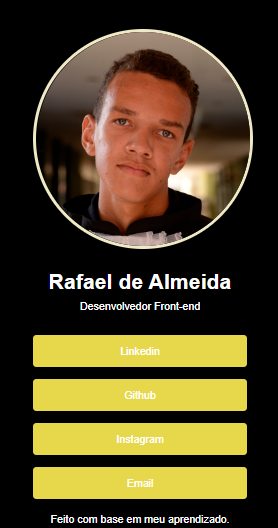 Rafael de Almeida
Desenvolvedor Front-end
Linkedin
Github
Instagram
Email
Feito com base em meu aprendizado.